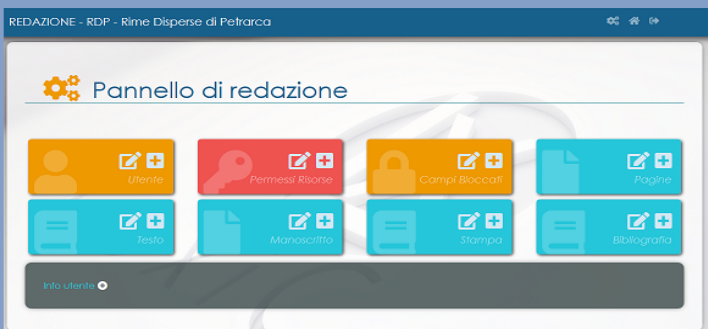 REDAZIONE - RDP - Rime Disperse di Petrarca
Pannello di redazione
Utente
Permessi Risorse
Campi Bloccati
Pagine
Testo
Manoscritto
Stampa
Bibliografia
Info utente